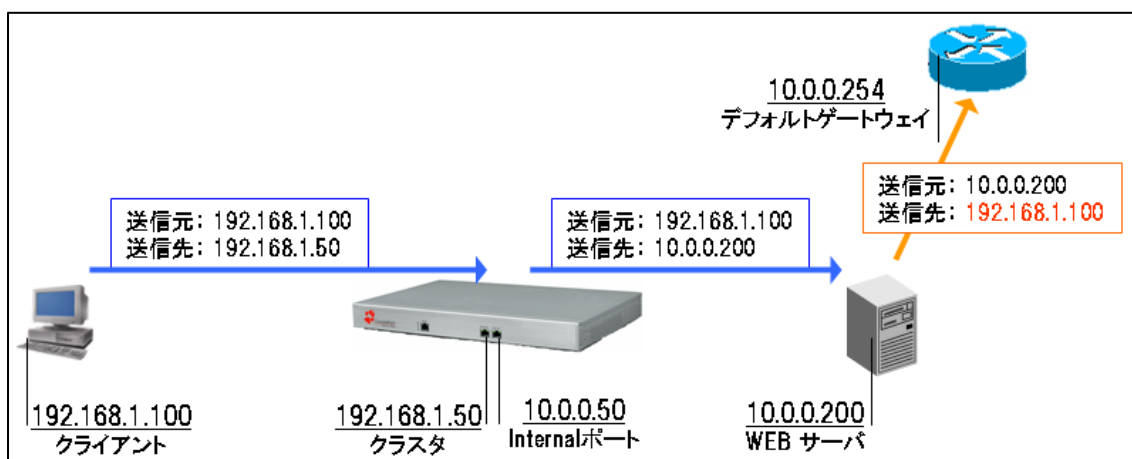 10.0.0.254
デフォルトゲートウェイ
送信元: 10.0.0.200
送信先: 192.168.1.100
送信元: 192.168.1.100
送信先: 192.168.1.50
送信元: 192.168.1.100
送信先: 10.0.0.200
192.168.1.100
クライアント
192.168.1.50
クラスタ
10.0.0.50
Internalポート
10.0.0.200
WEB サーバ